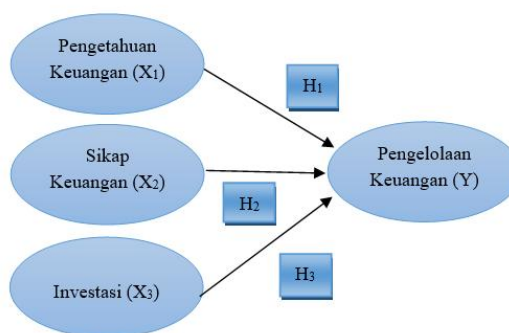 Pengetahuan
Keuangan (X₁)
H₁
Sikap
Keuangan (X₂)
H₂
Pengelolaan
Keuangan (Y)
Investasi (X₃)
H₃